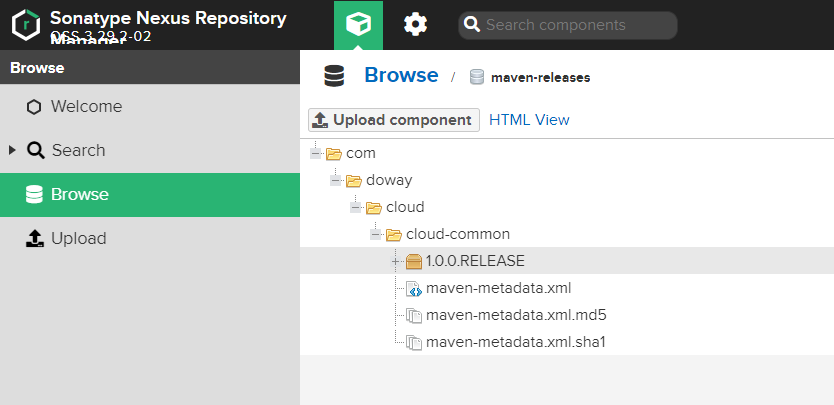 Sonatype Nexus Repository
Manager
OSS 3.29.2-02
Search components
Browse
Welcome
Search
Browse
Upload
Browse / maven-releases
Upload component HTML View
com
doway
cloud
cloud-common
1.0.0.RELEASE
maven-metadata.xml
maven-metadata.xml.md5
maven-metadata.xml.sha1